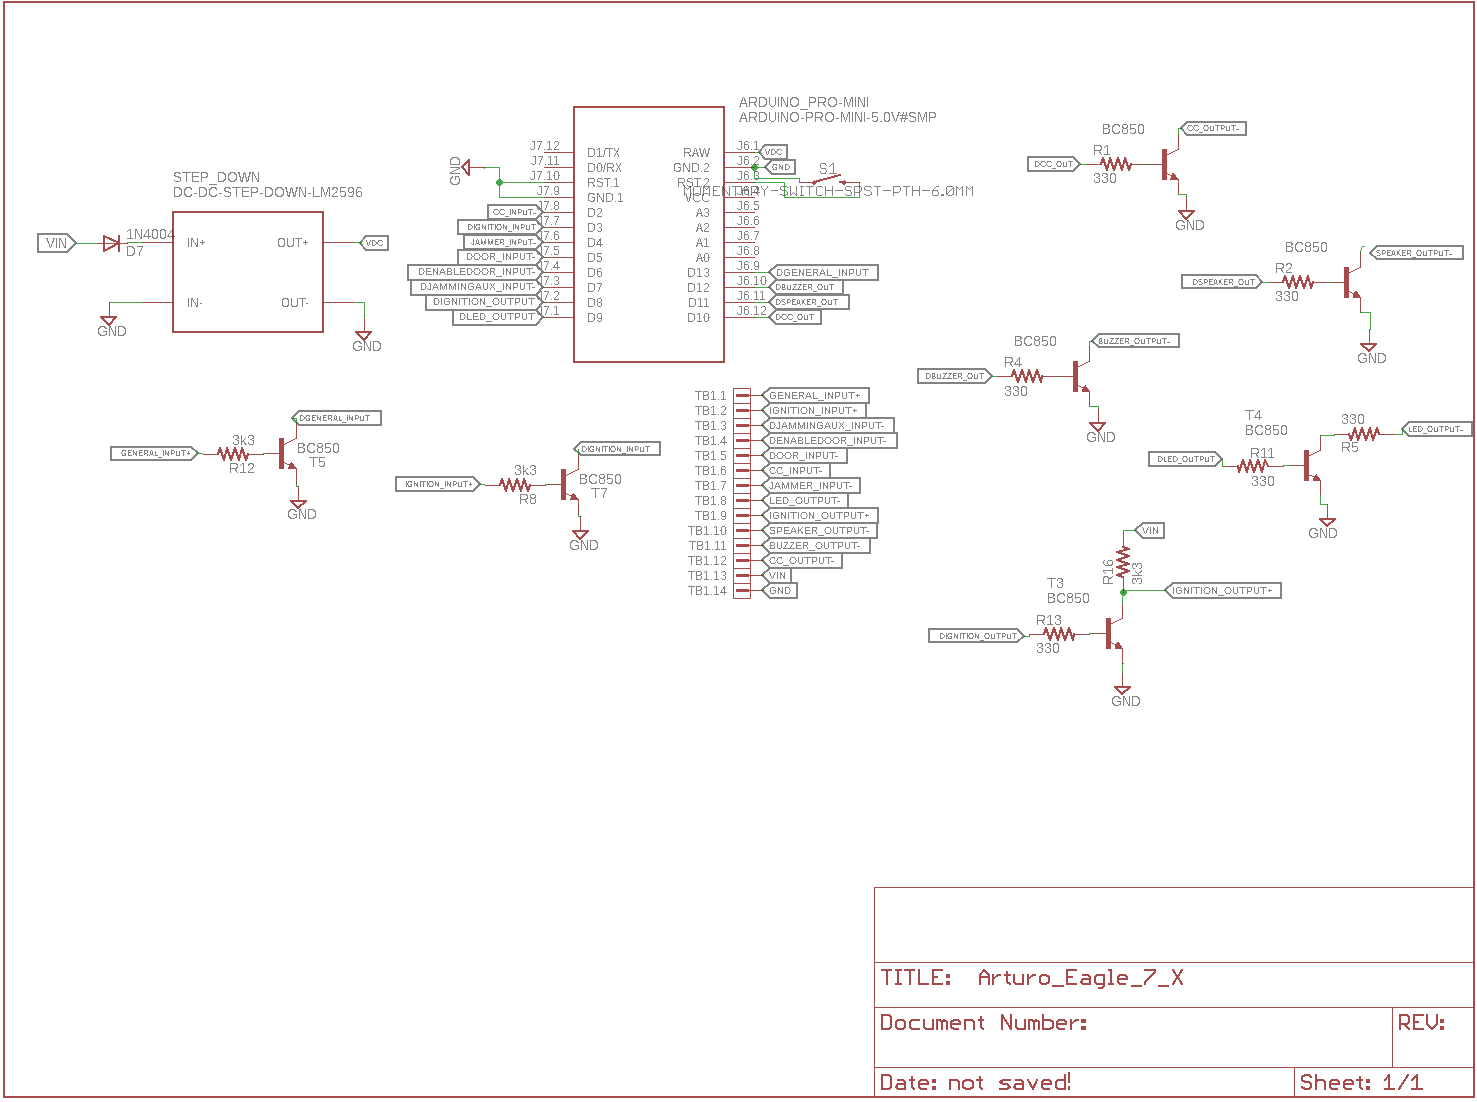 ARDUINO_PRO-MINI
ARDUINO-PRO-MINI-5.0V#SMP
STEP_DOWN
DC-DC-STEP-DOWN-LM2596
VIN
1N4004
D7
IN+
OUT+
VDC
IN-
OUT-
GND
GND
GND
J7.12
J7.11
J7.10
J7.9
J7.8
J7.7
J7.6
J7.5
J7.4
J7.3
J7.2
J7.1
CC_INPUT-
DIGNITION_INPUT
JAMMER_INPUT-
DOOR_INPUT-
DENABLEDOOR_INPUT-
DJAMMINGAUX_INPUT-
DIGNITION_OUTPUT
DLED_OUTPUT
D1/TX
D0/RX
RST.1
GND.1
D2
D3
D4
D5
D6
D7
D8
D9
RAW
GND.2
RST.2
VCC
A3
A2
A1
A0
D13
D12
D11
D10
J6.1
J6.2
J6.3
J6.4
J6.5
J6.6
J6.7
J6.8
J6.9
J6.10
J6.11
J6.12
VDC
GND
S1
MOMENTARY-SWITCH-SPST-PTH-6.0MM
DGENERAL_INPUT
DBUZZER_OUT
DSPEAKER_OUT
DCC_OUT
BC850
CC_OUTPUT-
DCC_OUT
R1
330
GND
BC850
SPEAKER_OUTPUT-
DSPEAKER_OUT
R2
330
GND
BC850
BUZZER_OUTPUT-
DBUZZER_OUT
R4
330
GND
T4
BC850
330
R5
LED_OUTPUT-
DLED_OUTPUT
R11
330
GND
VIN
R16
3k3
IGNITION_OUTPUT+
T3
BC850
DIGNITION_OUTPUT
R13
330
GND
DGENERAL_INPUT
GENERAL_INPUT+
3k3
R12
BC850
T5
GND
DIGNITION_INPUT
IGNITION_INPUT+
3k3
R8
BC850
T7
GND
TB1.1 GENERAL_INPUT+
TB1.2 IGNITION_INPUT+
TB1.3 DJAMMINGAUX_INPUT-
TB1.4 DENABLEDOOR_INPUT-
TB1.5 DOOR_INPUT-
TB1.6 CC_INPUT-
TB1.7 JAMMER_INPUT-
TB1.8 LED_OUTPUT-
TB1.9 IGNITION_OUTPUT+
TB1.10 SPEAKER_OUTPUT-
TB1.11 BUZZER_OUTPUT-
TB1.12 CC_OUTPUT-
TB1.13 VIN
TB1.14 GND
TITLE: Arturo_Eagle_7_X
Document Number:
REV:
Date: not saved!
Sheet: 1/1